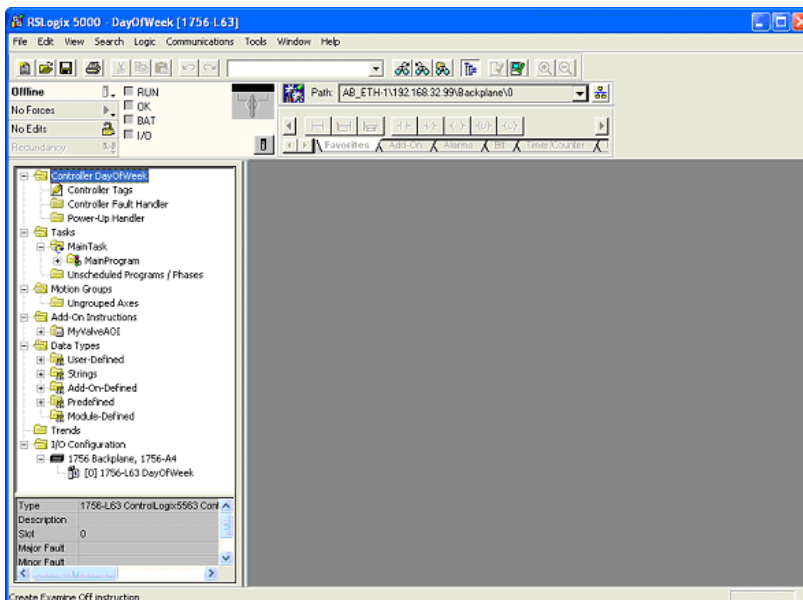 RSLogix 5000 - DayOfWeek [1756-L63]
File Edit View Search Logic Communications Tools Window Help
Offline
RUN
Path: AB_ETH-1\192.168.32.99\Backplane\0
No Forces
OK
No Edits
BAT
Redundancy
I/O
Favorites Add-On Alarms Bit Timer/Counter
Controller DayOfWeek
Controller Tags
Controller Fault Handler
Power-Up Handler
Tasks
MainTask
MainProgram
Unscheduled Programs / Phases
Motion Groups
Ungrouped Axes
Add-On Instructions
MyValveAOI
Data Types
User-Defined
Strings
Add-On-Defined
Predefined
Module-Defined
Trends
I/O Configuration
1756 Backplane, 1756-A4
[0] 1756-L63 DayOfWeek
Type 1756-L63 ControlLogix5563 Cont
Description
Slot 0
Major Fault
Minor Fault
Create Examine Off instruction